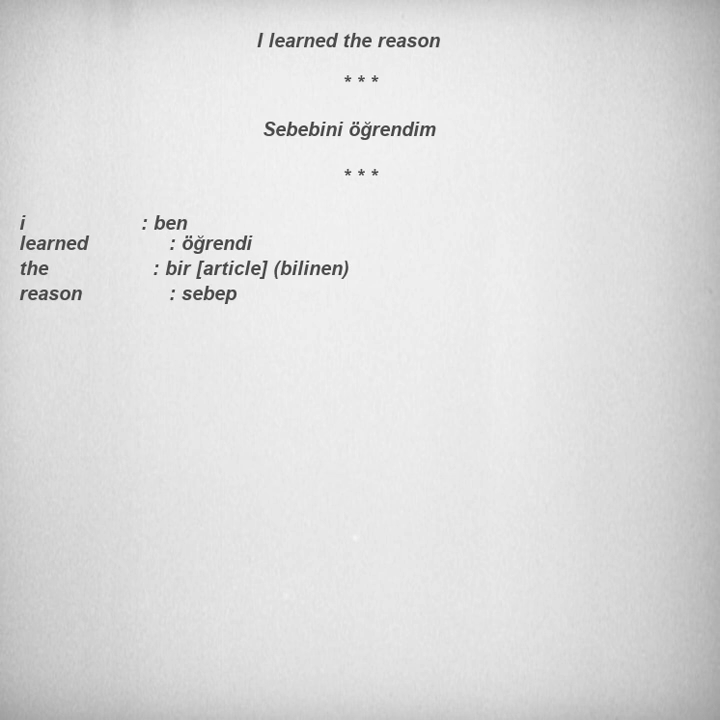 I learned the reason
* * *
Sebebini öğrendim
* * *
i : ben
learned : öğrendi
the : bir [article] (bilinen)
reason : sebep